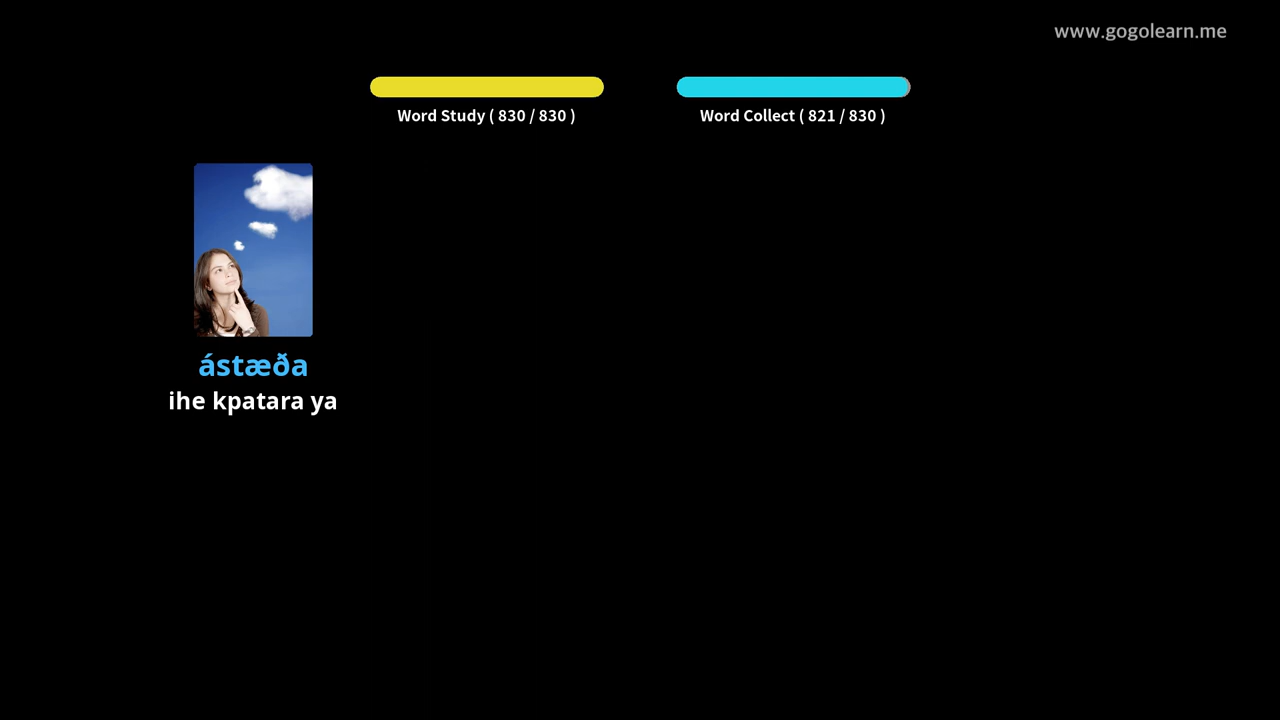 www.gogolearn.me
Word Study ( 830 / 830 )
Word Collect ( 821 / 830 )
ástæða
ihe kpatara ya